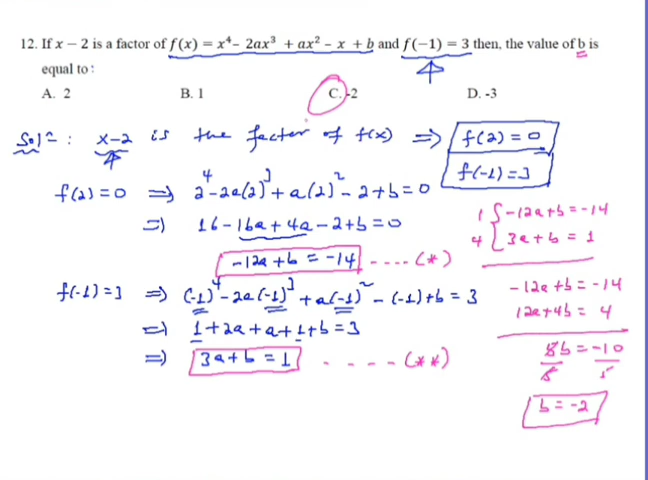 12. If x − 2 is a factor of f(x) = x⁴ − 2ax³ + ax² − x + b and f(−1) = 3 then, the value of b is
equal to :
A. 2 B. 1 C. -2 D. -3
Solⁿ : x-2 is the factor of f(x) ⇒ f(2) = 0
f(-1) = 3
f(2) = 0 ⇒ 2⁴ - 2a(2)³ + a(2)² - 2 + b = 0
⇒ 16 - 16a + 4a - 2 + b = 0
-12a + b = -14 .... (*)
f(-1) = 3 ⇒ (-1)⁴ - 2a(-1)³ + a(-1)² - (-1) + b = 3
⇒ 1 + 2a + a + 1 + b = 3
⇒ 3a + b = 1 .... (**)
1 { -12a + b = -14
4 { 3a + b = 1
-12a + b = -14
12a + 4b = 4
5b = -10
5 5
b = -2